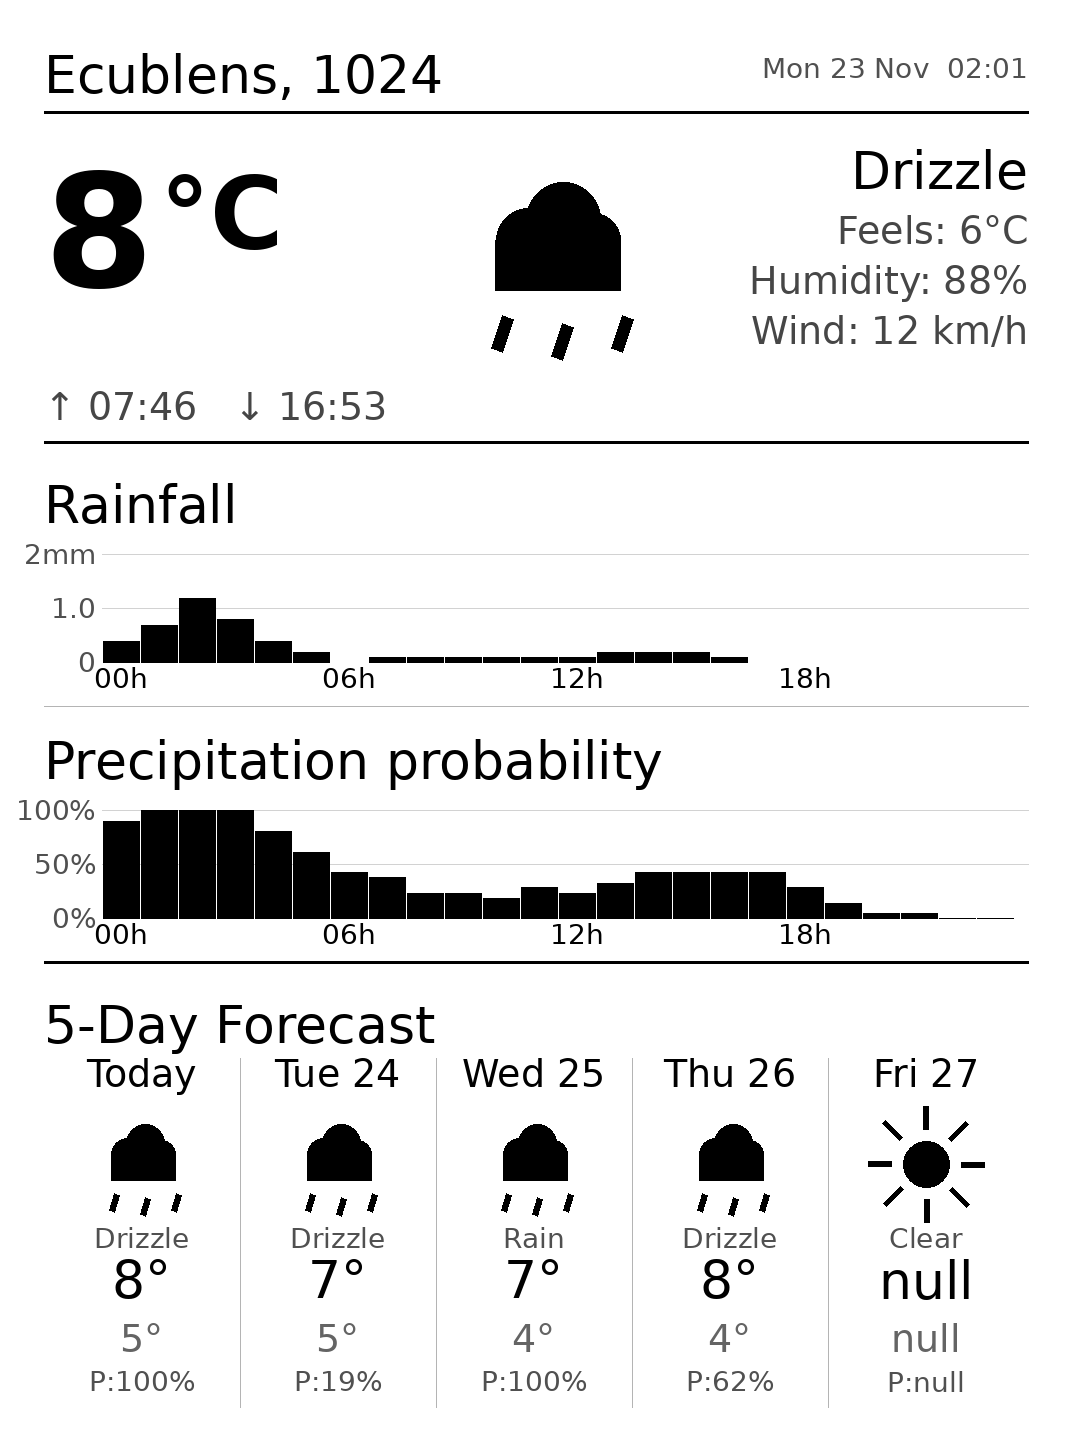 Ecublens, 1024
Mon 23 Nov  02:01
8°C
Drizzle
Feels: 6°C
Humidity: 88%
Wind: 12 km/h
↑ 07:46   ↓ 16:53
Rainfall
2mm
1.0
0
00h 06h 12h 18h
Precipitation probability
100%
50%
0%
00h 06h 12h 18h
5-Day Forecast
Today Tue 24 Wed 25 Thu 26 Fri 27
Drizzle Drizzle Rain Drizzle Clear
8° 7° 7° 8° null
5° 5° 4° 4° null
P:100% P:19% P:100% P:62% P:null